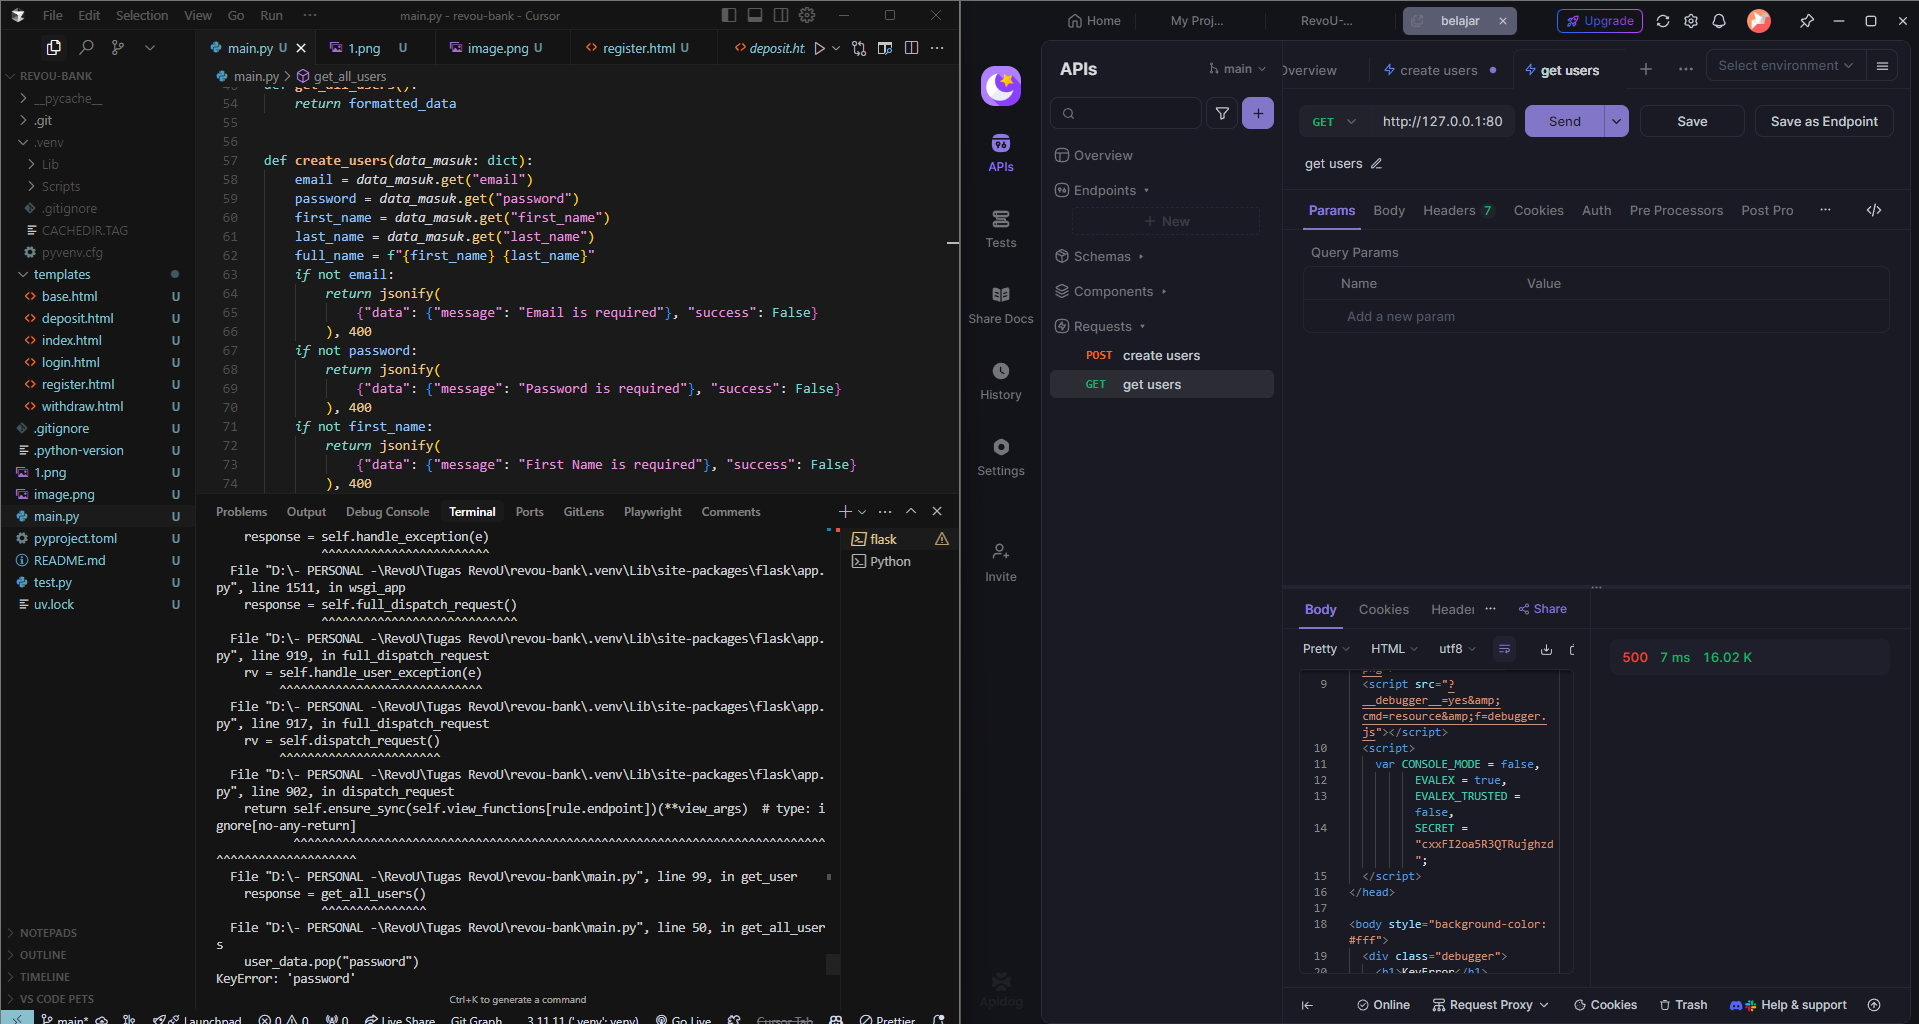 File Edit Selection View Go Run ··· main.py - revou-bank - Cursor
main.py U
1.png U
image.png U
register.html U
deposit.ht
REVOU-BANK
__pycache__
.git
.venv
Lib
Scripts
.gitignore
CACHEDIR.TAG
pyvenv.cfg
templates
base.html U
deposit.html U
index.html U
login.html U
register.html U
withdraw.html U
.gitignore U
.python-version U
1.png U
image.png U
main.py U
pyproject.toml U
README.md U
test.py U
uv.lock U
NOTEPADS
OUTLINE
TIMELINE
VS CODE PETS
main.py > get_all_users
def get_all_users():
54 return formatted_data
55
56
57 def create_users(data_masuk: dict):
58 email = data_masuk.get("email")
59 password = data_masuk.get("password")
60 first_name = data_masuk.get("first_name")
61 last_name = data_masuk.get("last_name")
62 full_name = f"{first_name} {last_name}"
63 if not email:
64 return jsonify(
65 {"data": {"message": "Email is required"}, "success": False}
66 ), 400
67 if not password:
68 return jsonify(
69 {"data": {"message": "Password is required"}, "success": False}
70 ), 400
71 if not first_name:
72 return jsonify(
73 {"data": {"message": "First Name is required"}, "success": False}
74 ), 400
Problems Output Debug Console Terminal Ports GitLens Playwright Comments
flask
Python
response = self.handle_exception(e)
^^^^^^^^^^^^^^^^^^^^^^^^
File "D:\- PERSONAL -\RevoU\Tugas RevoU\revou-bank\.venv\Lib\site-packages\flask\app.
py", line 1511, in wsgi_app
response = self.full_dispatch_request()
^^^^^^^^^^^^^^^^^^^^^^^^^^^^
File "D:\- PERSONAL -\RevoU\Tugas RevoU\revou-bank\.venv\Lib\site-packages\flask\app.
py", line 919, in full_dispatch_request
rv = self.handle_user_exception(e)
^^^^^^^^^^^^^^^^^^^^^^^^^^^^^
File "D:\- PERSONAL -\RevoU\Tugas RevoU\revou-bank\.venv\Lib\site-packages\flask\app.
py", line 917, in full_dispatch_request
rv = self.dispatch_request()
^^^^^^^^^^^^^^^^^^^^^^^
File "D:\- PERSONAL -\RevoU\Tugas RevoU\revou-bank\.venv\Lib\site-packages\flask\app.
py", line 902, in dispatch_request
return self.ensure_sync(self.view_functions[rule.endpoint])(**view_args)  # type: i
gnore[no-any-return]
^^^^^^^^^^^^^^^^^^^^^^^^^^^^^^^^^^^^^^^^^^^^^^^^^^^^^^^^^^^^^^^^^^^^^^^^^^^^
^^^^^^^^^^^^^^^^^^^^
File "D:\- PERSONAL -\RevoU\Tugas RevoU\revou-bank\main.py", line 99, in get_user
response = get_all_users()
^^^^^^^^^^^^^^^
File "D:\- PERSONAL -\RevoU\Tugas RevoU\revou-bank\main.py", line 50, in get_all_user
s
user_data.pop("password")
KeyError: 'password'
Ctrl+K to generate a command
main* Launchpad 0 0 0 Live Share Git Graph 3.11.11 ('.venv': venv) Go Live Cursor Tab Prettier
Home
My Proj...
RevoU-...
belajar
Upgrade
APIs
Tests
Share Docs
History
Settings
Invite
Apidog
APIs
main
Overview
Endpoints
+ New
Schemas
Components
Requests
POST create users
GET get users
Overview
create users
get users
Select environment
GET http://127.0.0.1:80
Send
Save
Save as Endpoint
get users
Params Body Headers 7 Cookies Auth Pre Processors Post Pro ···
Query Params
Name Value
Add a new param
Body Cookies Header ··· Share
Pretty HTML utf8
500 7 ms 16.02 K
png">
9 <script src="?
__debugger__=yes&amp;
cmd=resource&amp;f=debugger.
js"></script>
10 <script>
11 var CONSOLE_MODE = false,
12 EVALEX = true,
13 EVALEX_TRUSTED =
false,
14 SECRET =
"cxxFI2oa5R3QTRujghzd
";
15 </script>
16 </head>
17
18 <body style="background-color:
#fff">
19 <div class="debugger">
20 <h1>KeyError</h1>
Online Request Proxy Cookies Trash Help & support